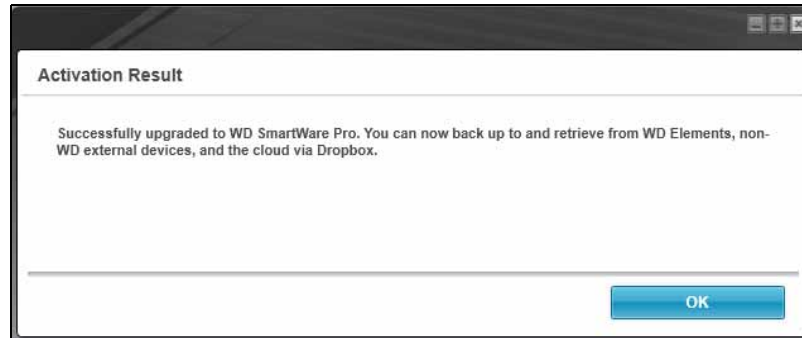 Activation Result
Successfully upgraded to WD SmartWare Pro. You can now back up to and retrieve from WD Elements, non-
WD external devices, and the cloud via Dropbox.
OK